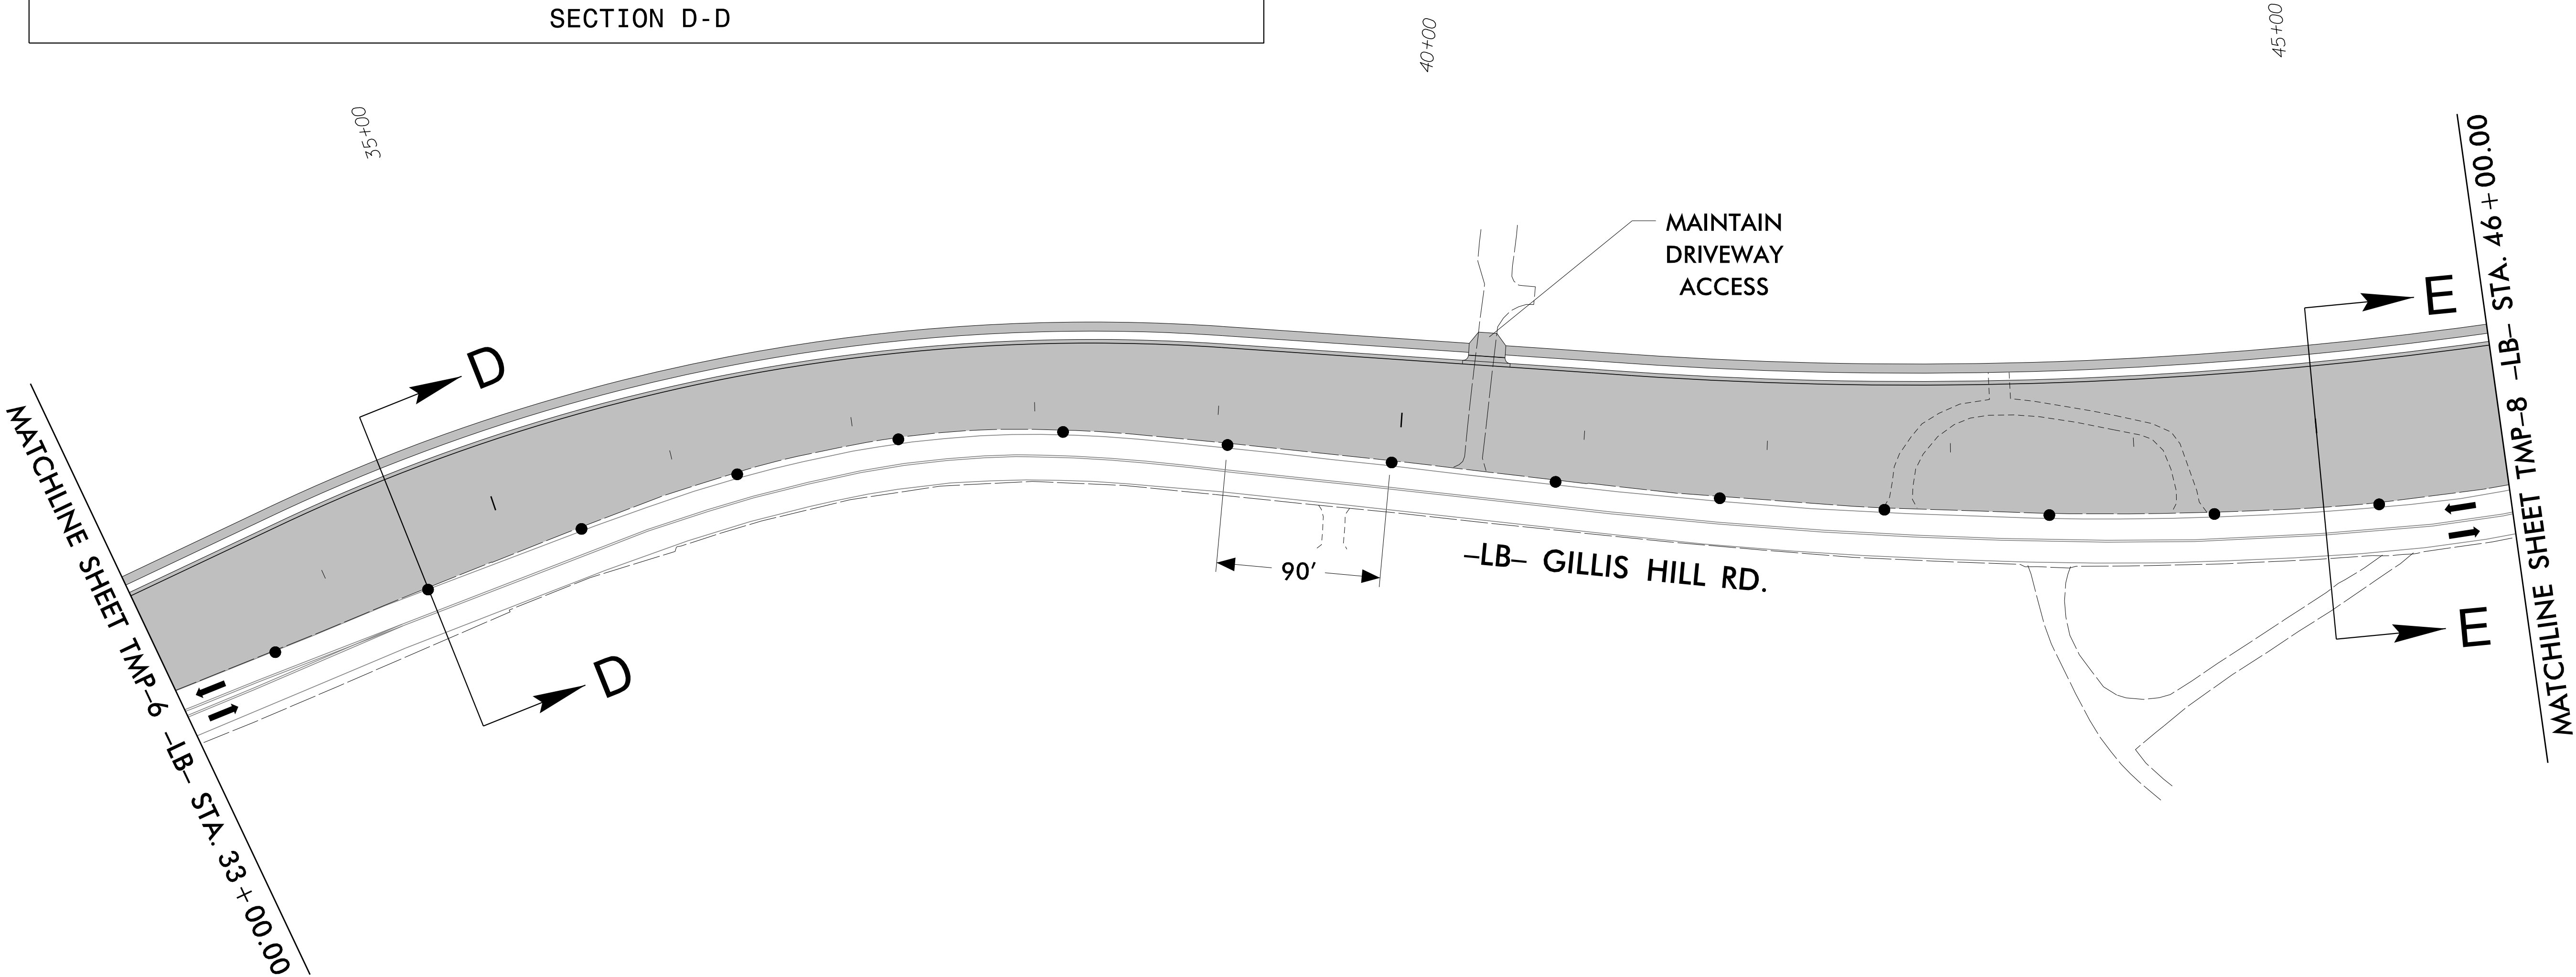 SECTION D-D
35+00
40+00
45+00
MAINTAIN
DRIVEWAY
ACCESS
D
D
E
E
90'
-LB- GILLIS HILL RD.
MATCHLINE SHEET TMP-6 -LB- STA. 33+00.00
MATCHLINE SHEET TMP-8 -LB- STA. 46+00.00